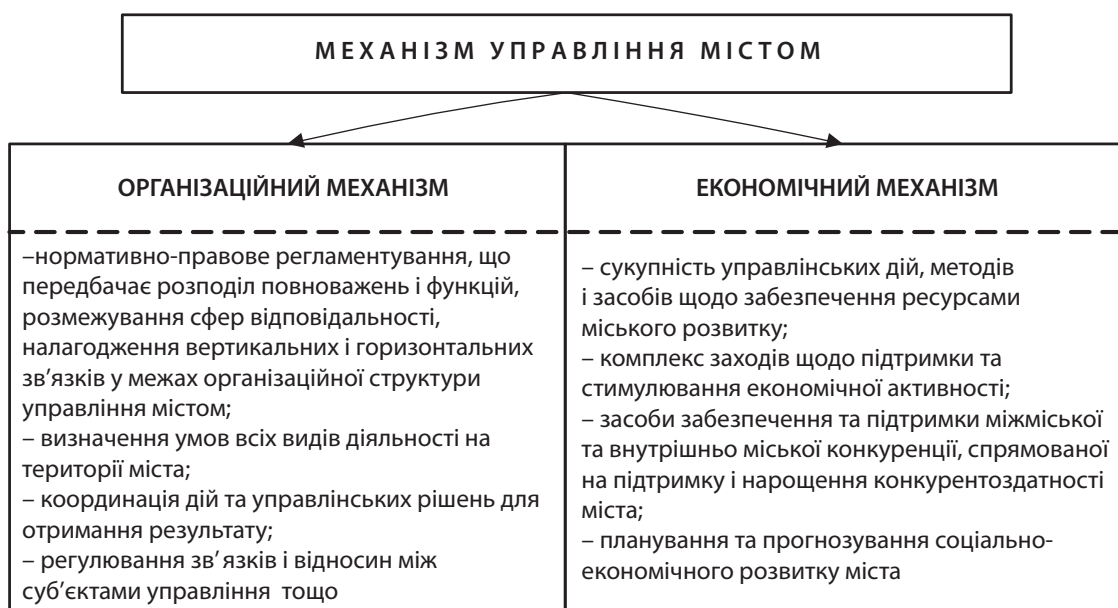 МЕХАНІЗМ УПРАВЛІННЯ МІСТОМ
ОРГАНІЗАЦІЙНИЙ МЕХАНІЗМ
–нормативно-правове регламентування, що
передбачає розподіл повноважень і функцій,
розмежування сфер відповідальності,
налагодження вертикальних і горизонтальних
зв’язків у межах організаційної структури
управління містом;
– визначення умов всіх видів діяльності на
території міста;
– координація дій та управлінських рішень для
отримання результату;
– регулювання зв’ язків і відносин між
суб’єктами управління тощо
ЕКОНОМІЧНИЙ МЕХАНІЗМ
– сукупність управлінських дій, методів
і засобів щодо забезпечення ресурсами
міського розвитку;
– комплекс заходів щодо підтримки та
стимулювання економічної активності;
– засоби забезпечення та підтримки міжміської
та внутрішньо міської конкуренції, спрямованої
на підтримку і нарощення конкурентоздатності
міста;
– планування та прогнозування соціально-
економічного розвитку міста